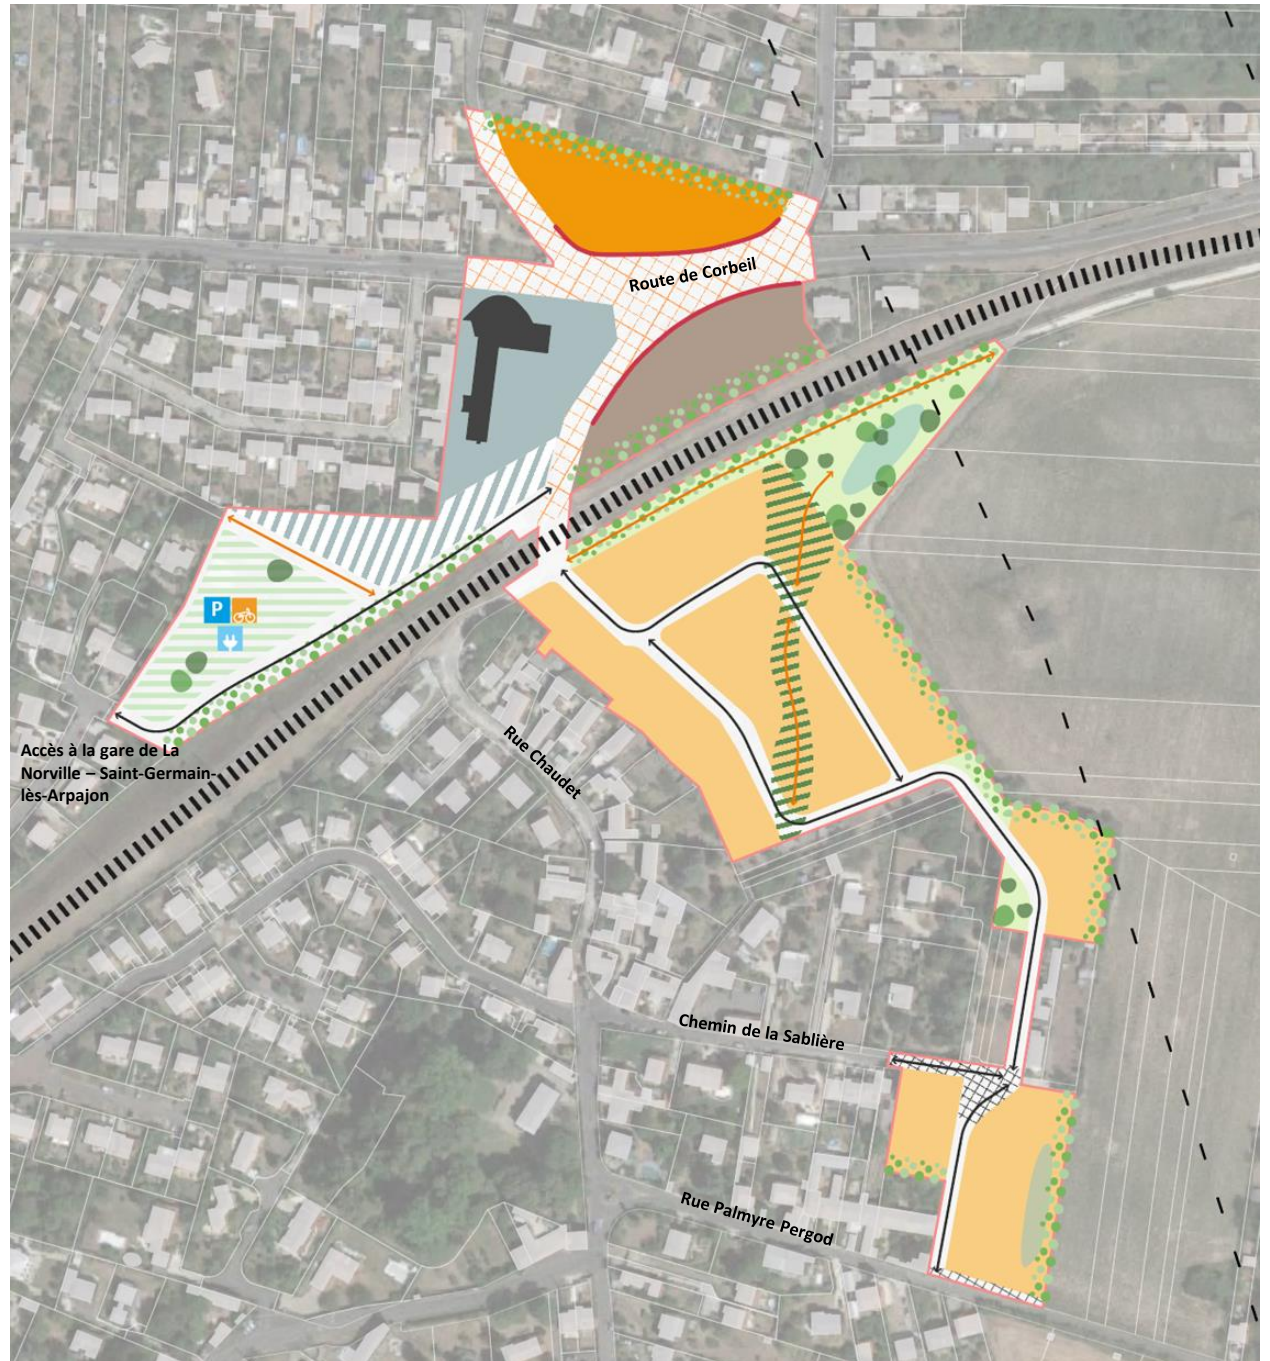 Route de Corbeil
P
Accès à la gare de La
Norville – Saint-Germain-
lès-Arpajon
Rue Chaudet
Chemin de la Sablière
Rue Palmyre Pergod